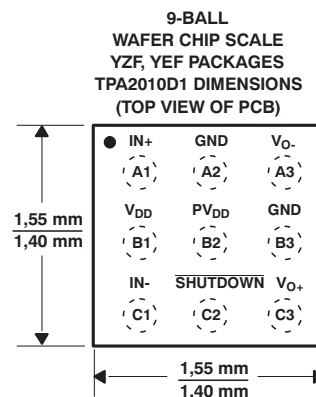 9-BALL
WAFER CHIP SCALE
YZF, YEF PACKAGES
TPA2010D1 DIMENSIONS
(TOP VIEW OF PCB)
IN+ GND VO-
A1 A2 A3
VDD PVDD GND
B1 B2 B3
IN- SHUTDOWN VO+
C1 C2 C3
1,55 mm
1,40 mm
1,55 mm
1,40 mm